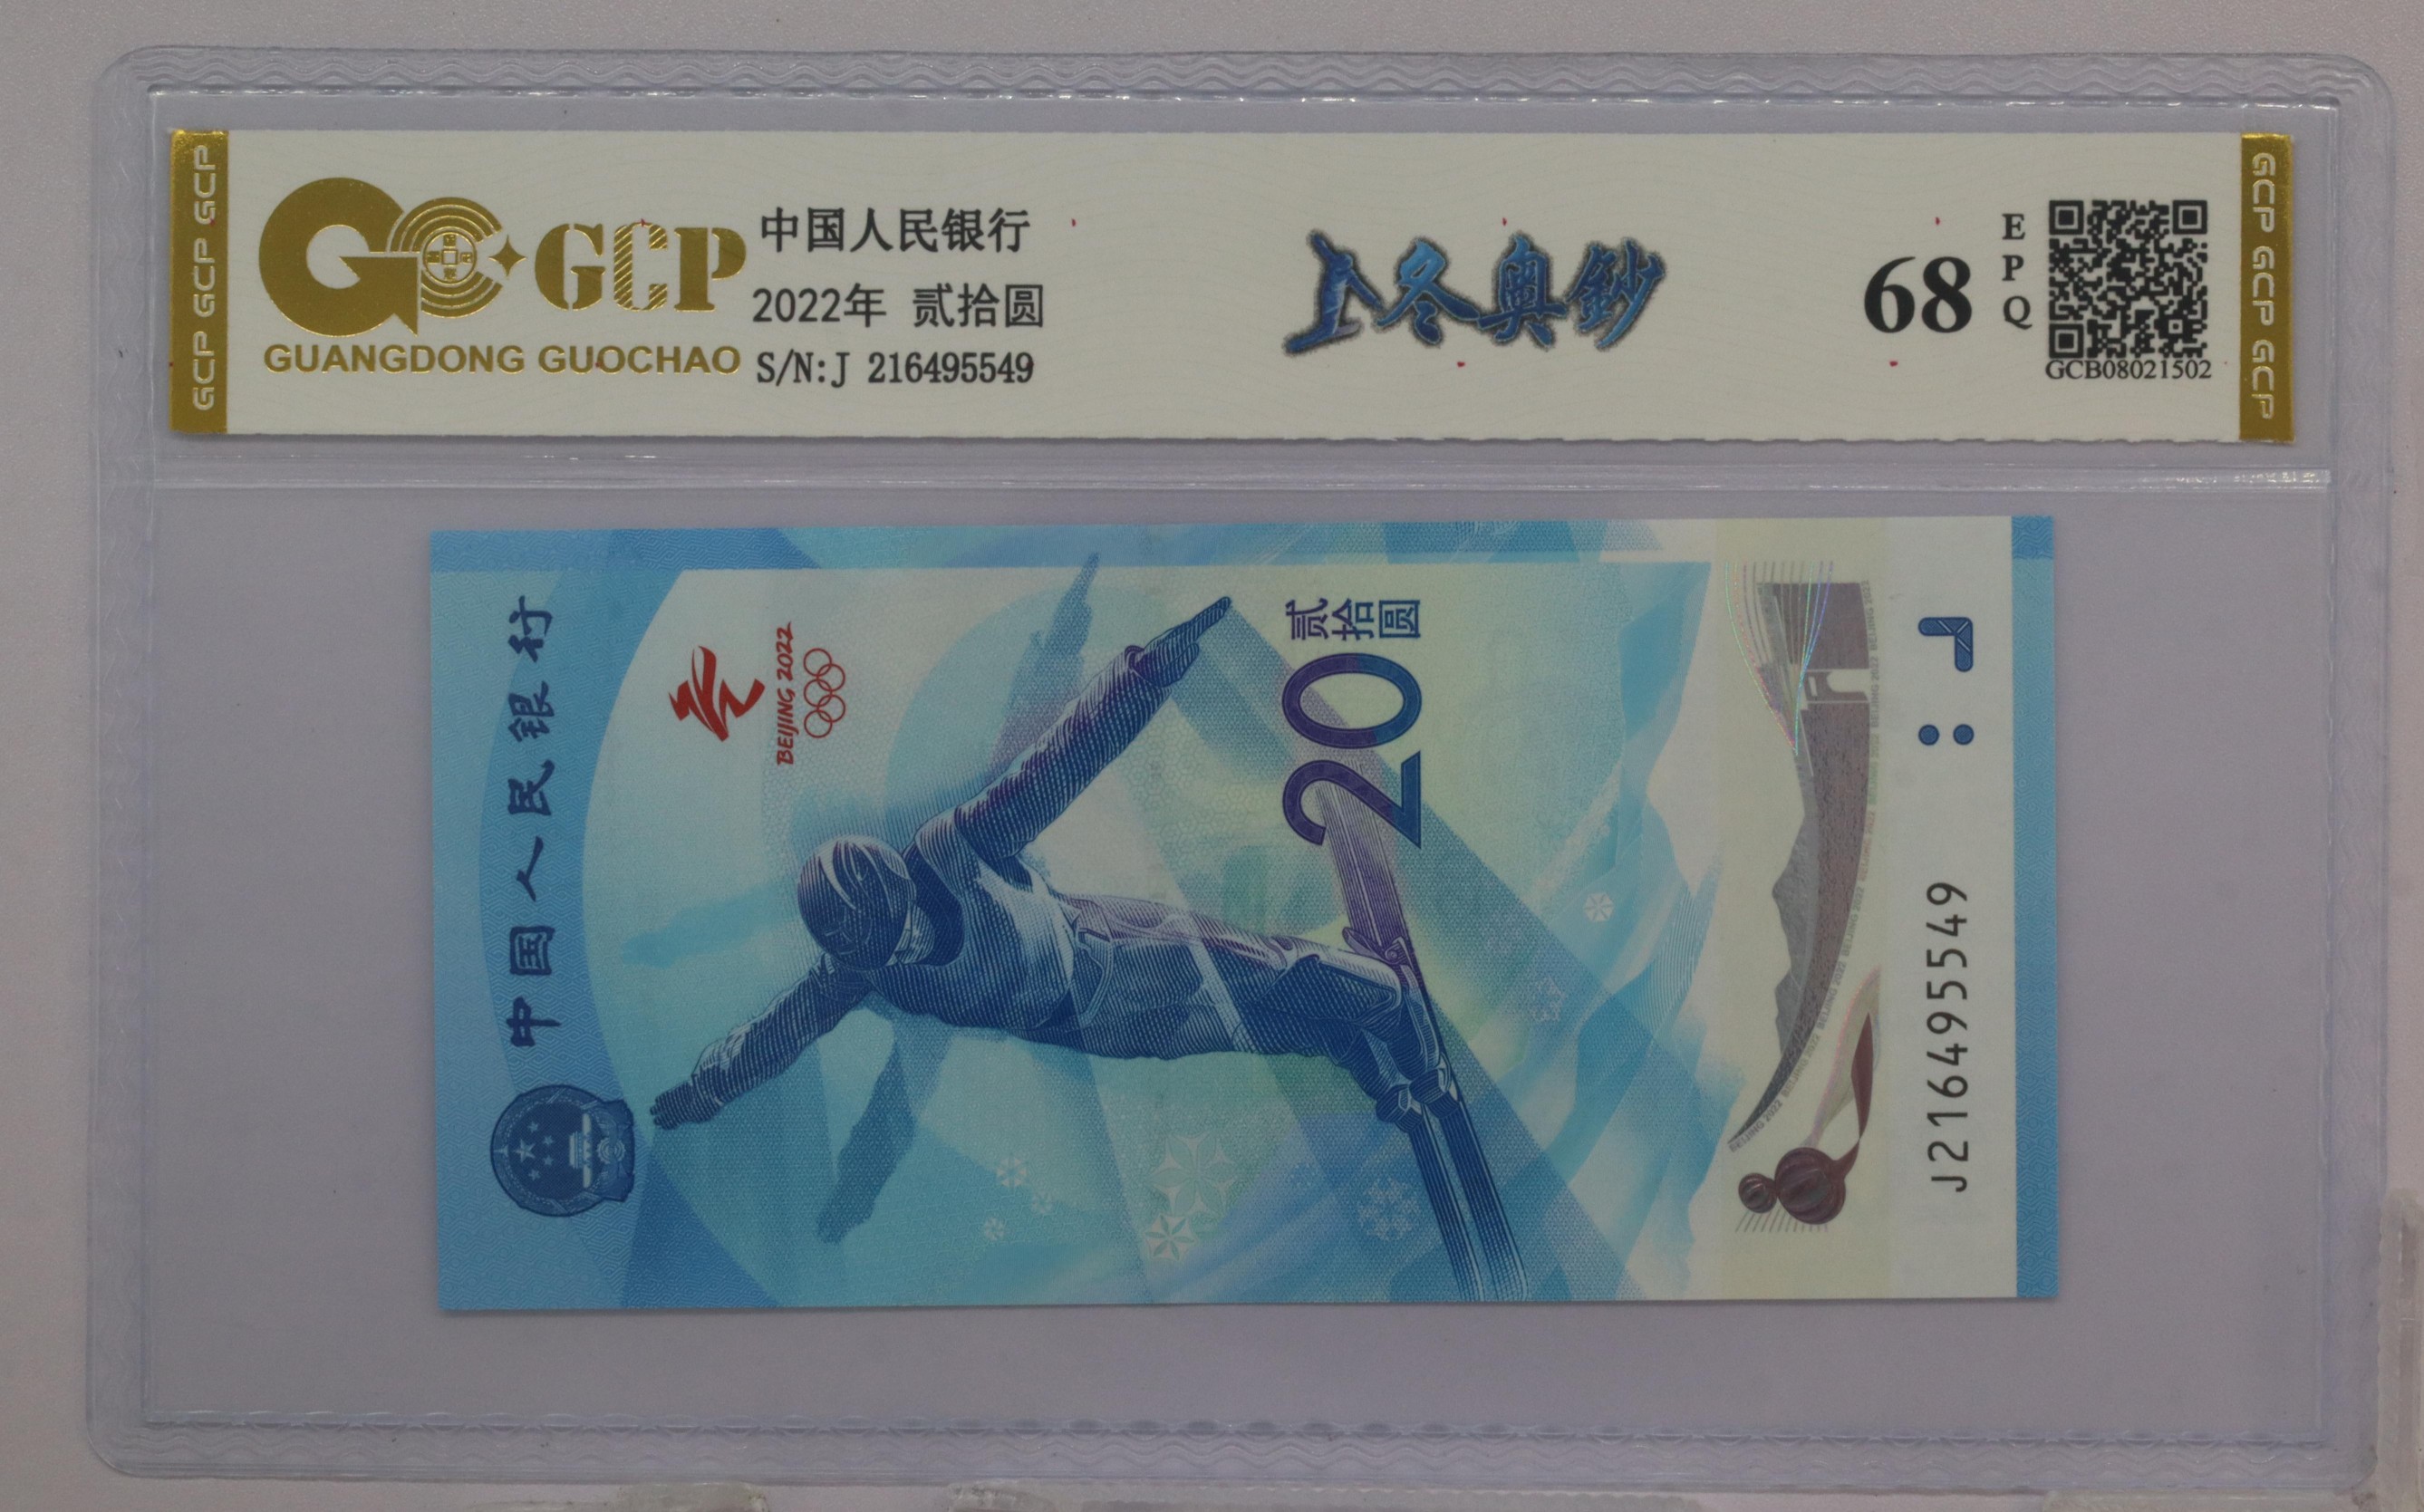 GCP GCP GCP
GCP
GUANGDONG GUOCHAO
中国人民银行
2022年 贰拾圆
S/N:J 216495549
冬奥鈔
68
EPQ
GCB08021502
GCP GCP GCP
中国人民银行
BEIJING 2022
贰拾圆
20
J216495549